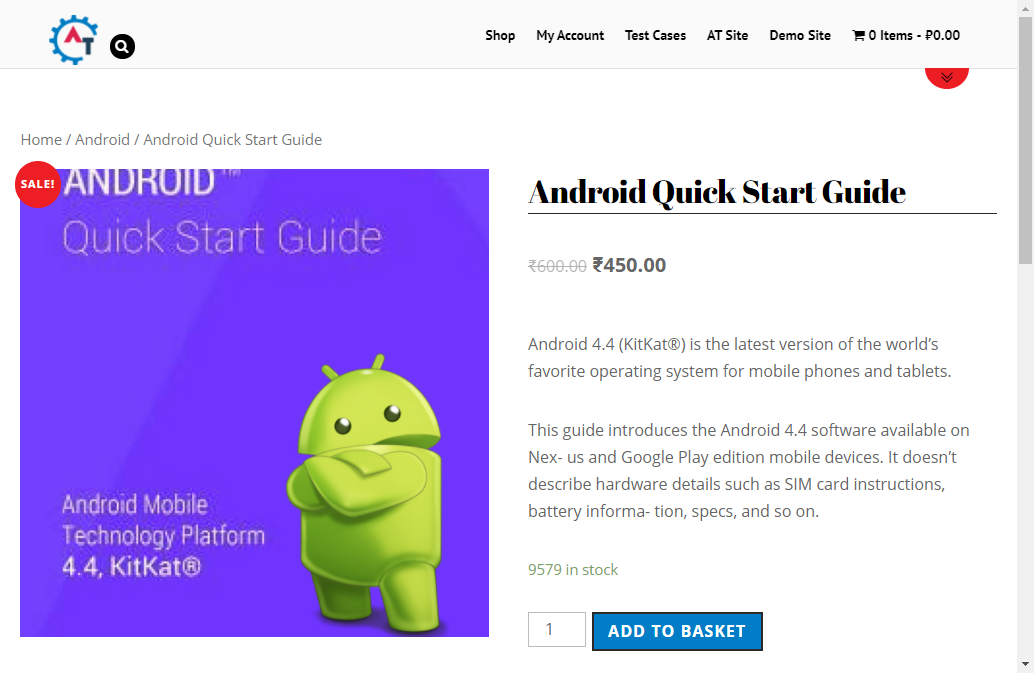 AT
Shop My Account Test Cases AT Site Demo Site 0 Items - ₽0.00
Home / Android / Android Quick Start Guide
SALE!
ANDROID™
Quick Start Guide
Android Mobile
Technology Platform
4.4, KitKat®
Android Quick Start Guide
₹600.00 ₹450.00
Android 4.4 (KitKat®) is the latest version of the world’s
favorite operating system for mobile phones and tablets.
This guide introduces the Android 4.4 software available on
Nex- us and Google Play edition mobile devices. It doesn’t
describe hardware details such as SIM card instructions,
battery informa- tion, specs, and so on.
9579 in stock
1 ADD TO BASKET